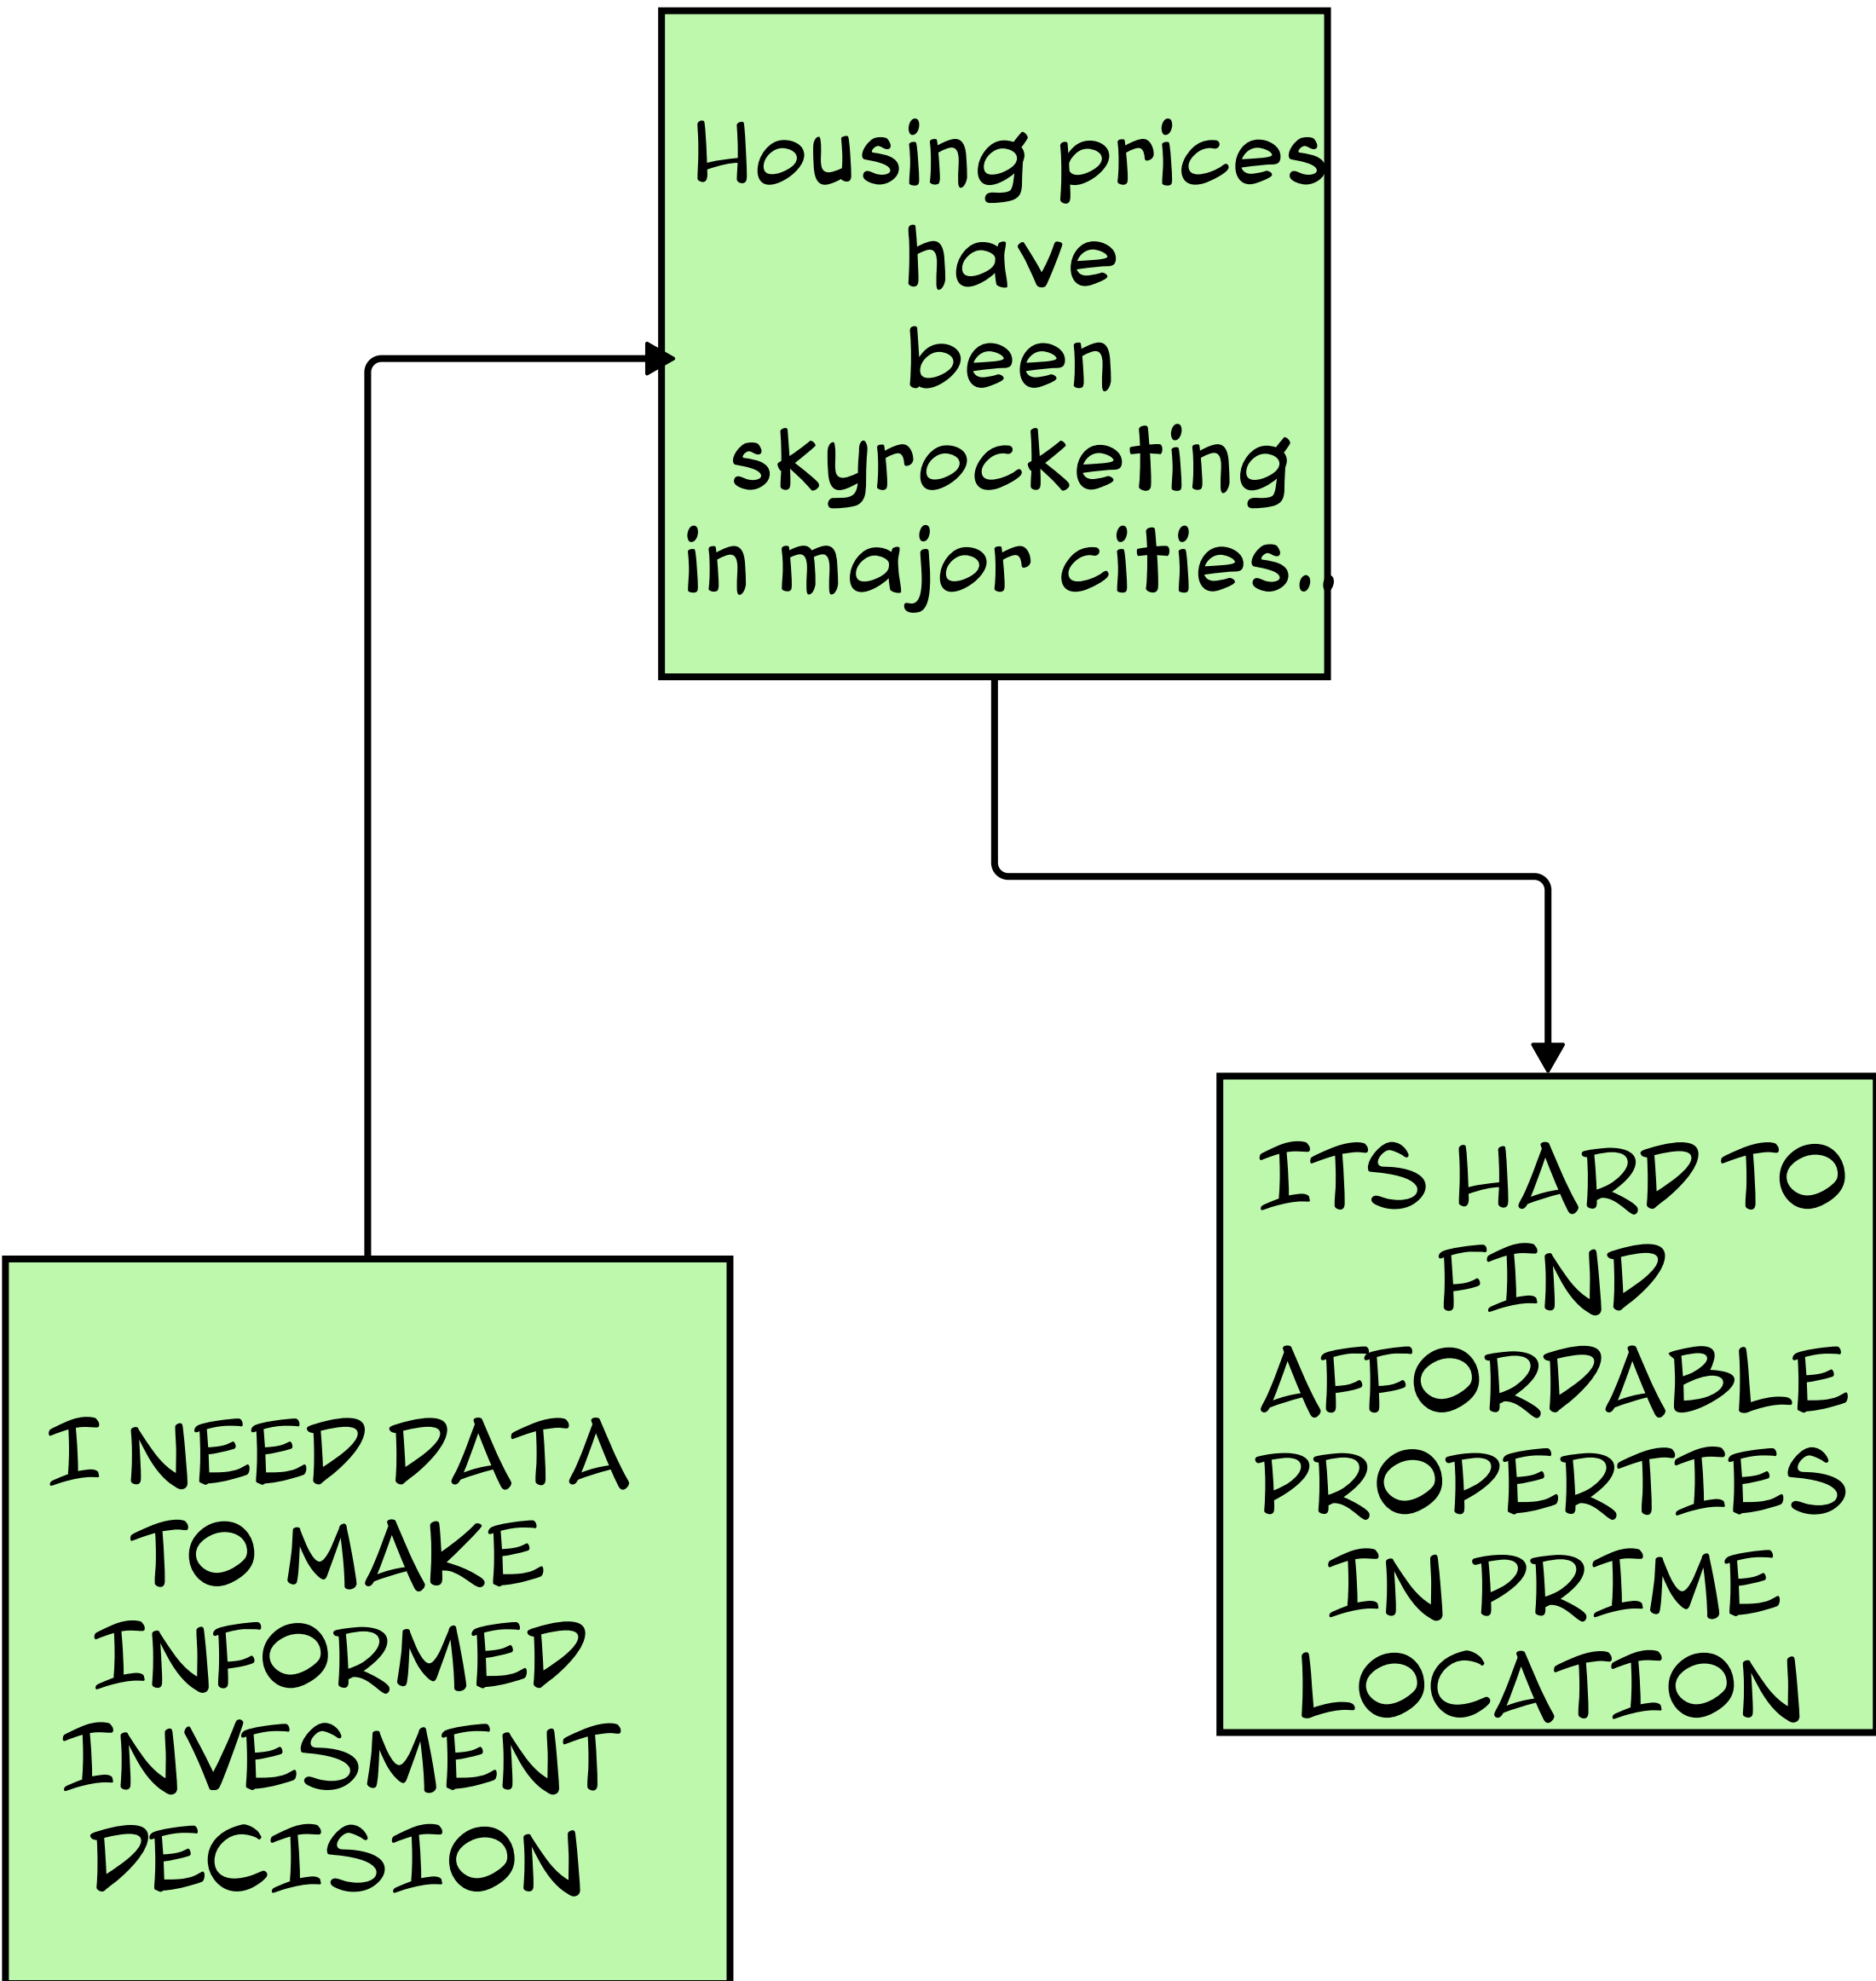 Housing prices
have
been
skyrocketing
in major cities..
ITS HARD TO
FIND
AFFORDABLE
PROPERTIES
IN PRIME
LOCATION
I NEED DATA
TO MAKE
INFORMED
INVESMENT
DECISION